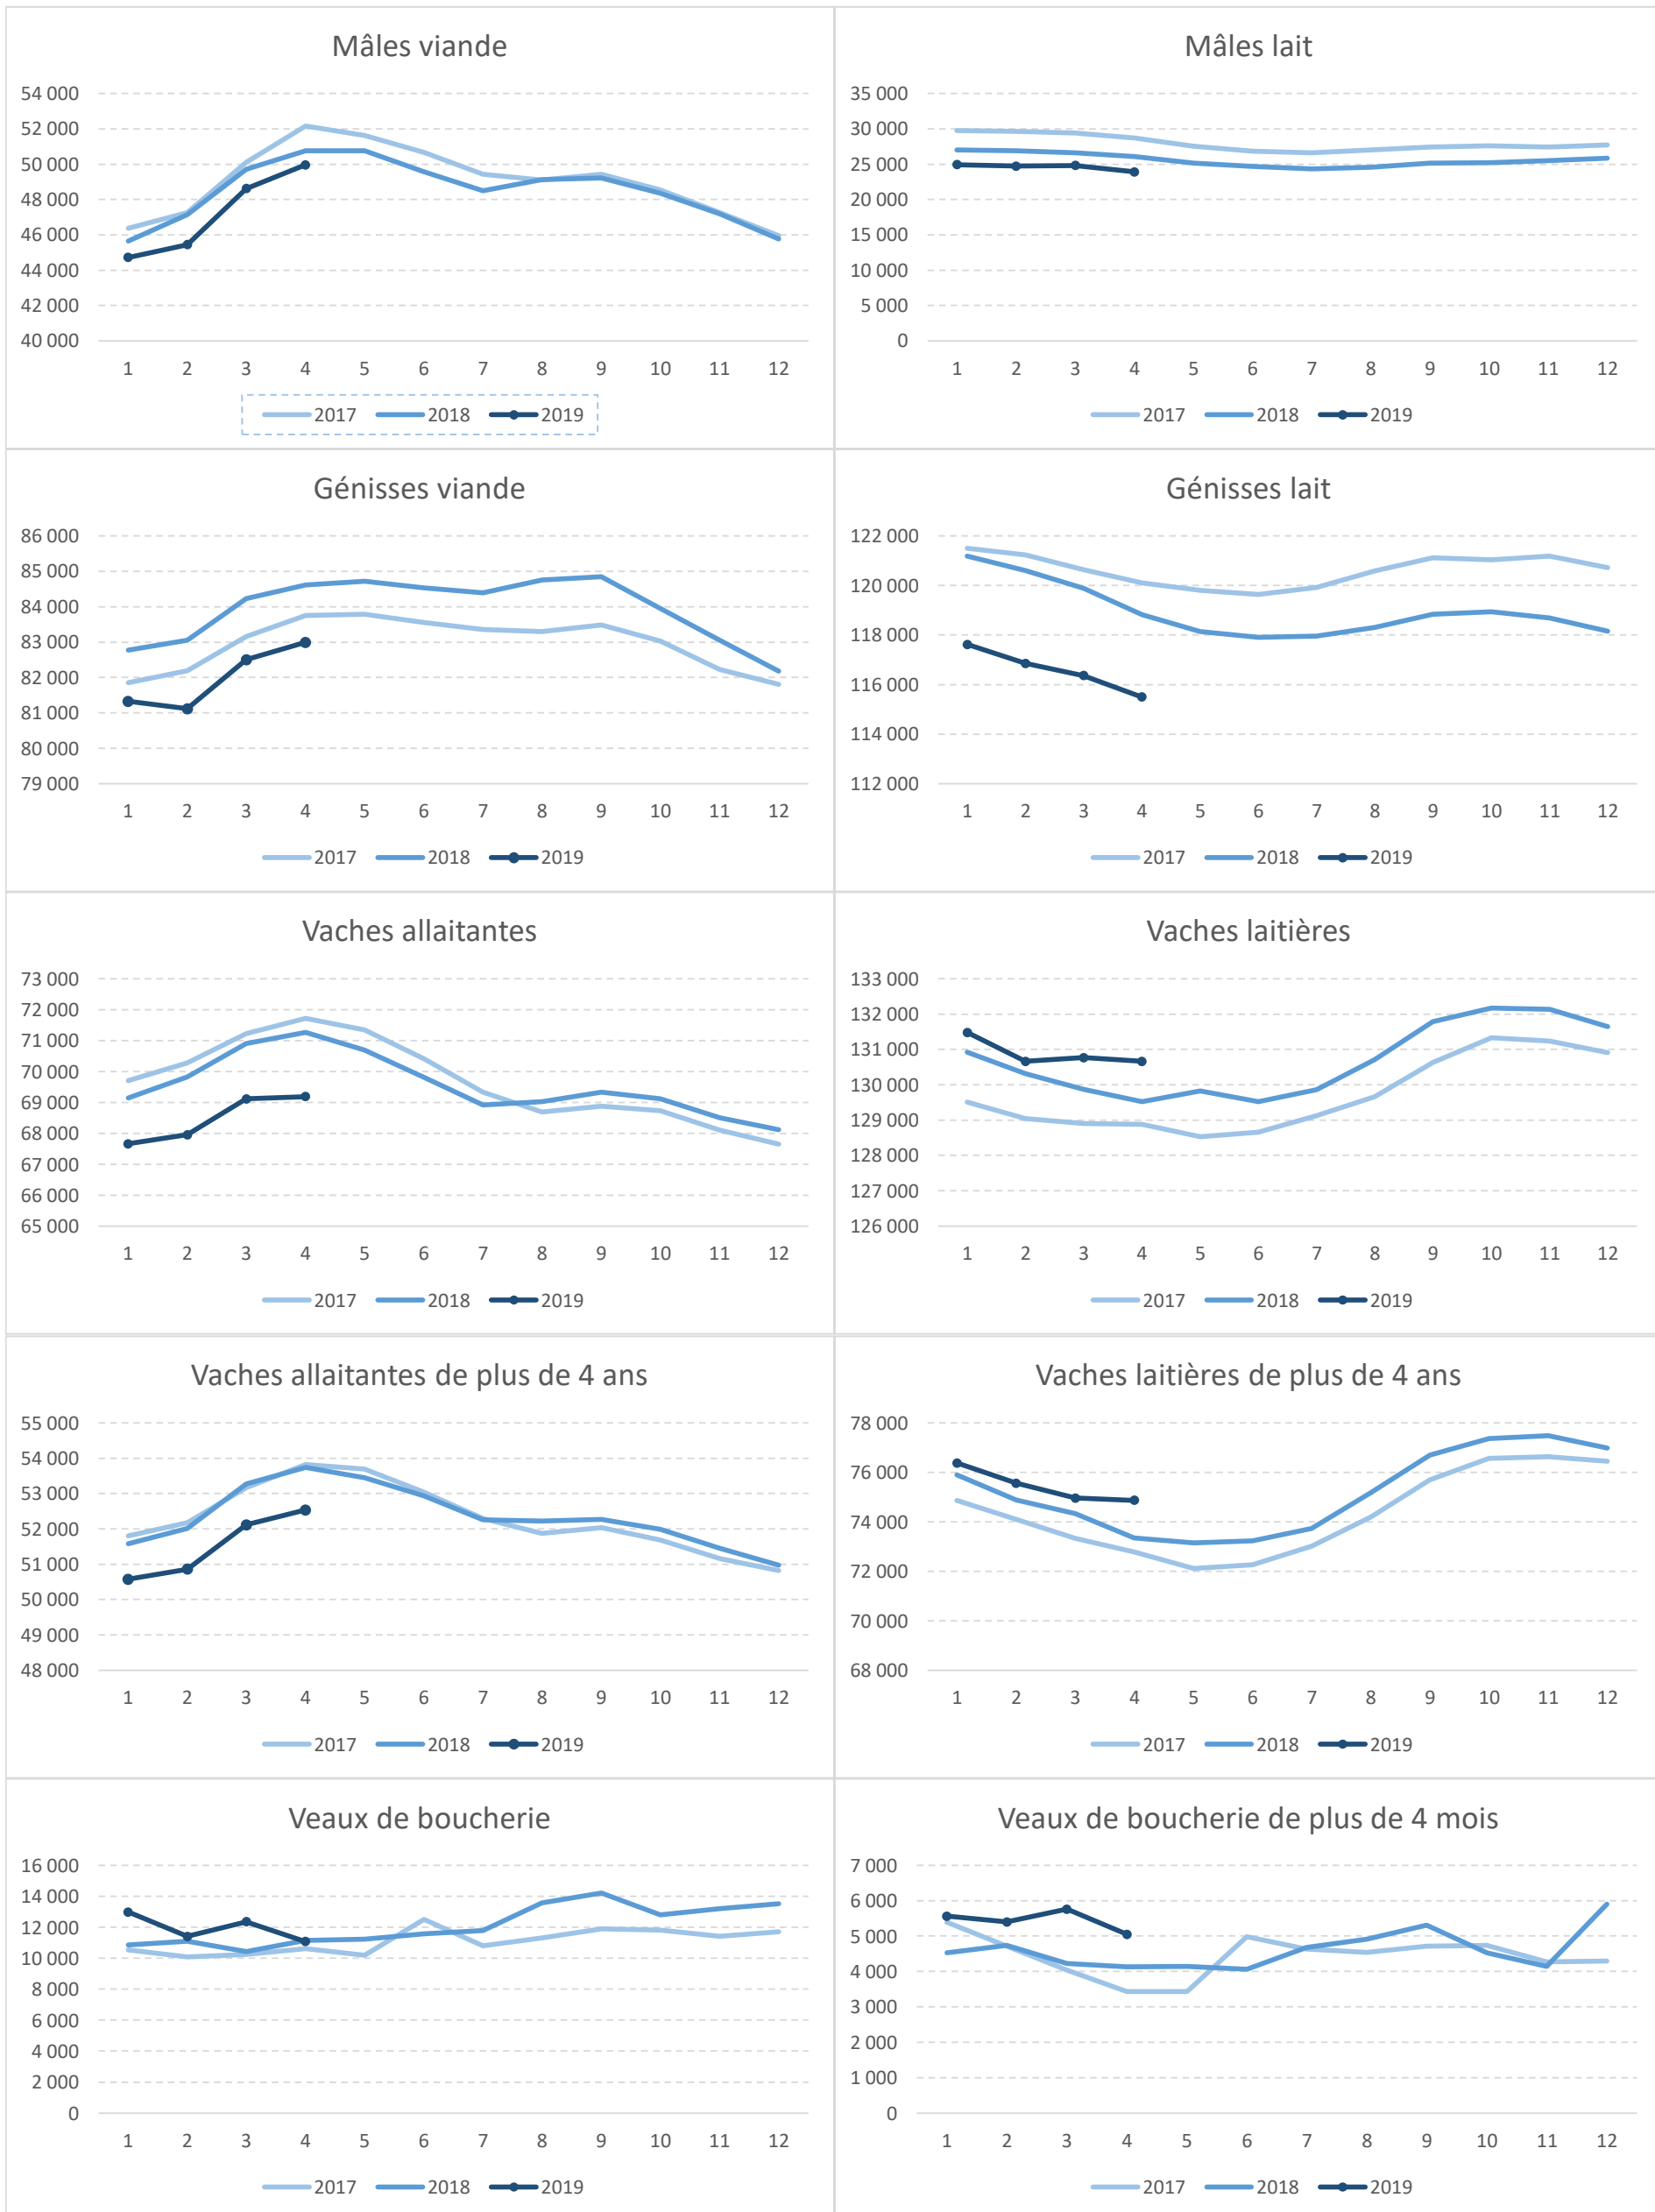 Mâles viande
54 000
52 000
50 000
48 000
46 000
44 000
42 000
40 000
1 2 3 4 5 6 7 8 9 10 11 12
2017 2018 2019
Mâles lait
35 000
30 000
25 000
20 000
15 000
10 000
5 000
0
1 2 3 4 5 6 7 8 9 10 11 12
2017 2018 2019
Génisses viande
86 000
85 000
84 000
83 000
82 000
81 000
80 000
79 000
1 2 3 4 5 6 7 8 9 10 11 12
2017 2018 2019
Génisses lait
122 000
120 000
118 000
116 000
114 000
112 000
1 2 3 4 5 6 7 8 9 10 11 12
2017 2018 2019
Vaches allaitantes
73 000
72 000
71 000
70 000
69 000
68 000
67 000
66 000
65 000
1 2 3 4 5 6 7 8 9 10 11 12
2017 2018 2019
Vaches laitières
133 000
132 000
131 000
130 000
129 000
128 000
127 000
126 000
1 2 3 4 5 6 7 8 9 10 11 12
2017 2018 2019
Vaches allaitantes de plus de 4 ans
55 000
54 000
53 000
52 000
51 000
50 000
49 000
48 000
1 2 3 4 5 6 7 8 9 10 11 12
2017 2018 2019
Vaches laitières de plus de 4 ans
78 000
76 000
74 000
72 000
70 000
68 000
1 2 3 4 5 6 7 8 9 10 11 12
2017 2018 2019
Veaux de boucherie
16 000
14 000
12 000
10 000
8 000
6 000
4 000
2 000
0
1 2 3 4 5 6 7 8 9 10 11 12
2017 2018 2019
Veaux de boucherie de plus de 4 mois
7 000
6 000
5 000
4 000
3 000
2 000
1 000
0
1 2 3 4 5 6 7 8 9 10 11 12
2017 2018 2019